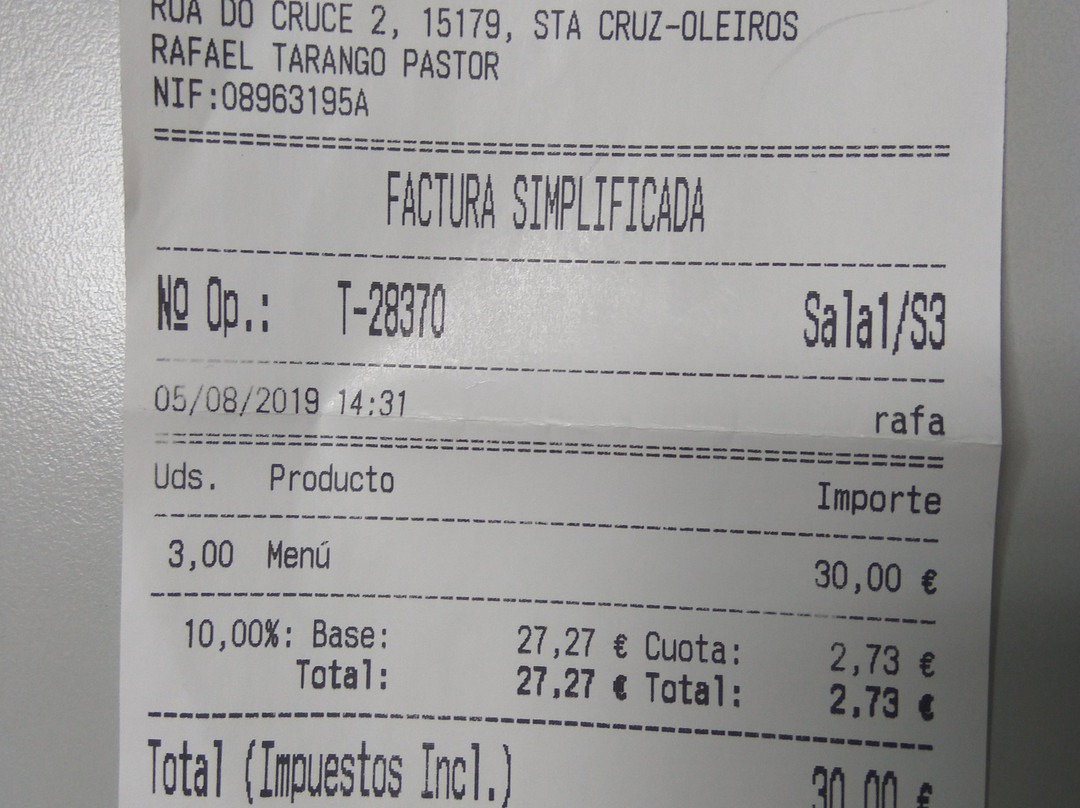 RUA DO CRUCE 2, 15179, STA CRUZ-OLEIROS
RAFAEL TARANGO PASTOR
NIF:08963195A
FACTURA SIMPLIFICADA
Nº Op.: T-28370 Sala1/S3
05/08/2019 14:31 rafa
Uds. Producto Importe
3,00 Menú 30,00 €
10,00%: Base: 27,27 € Cuota: 2,73 €
Total: 27,27 € Total: 2,73 €
Total (Impuestos Incl.) 30,00 €